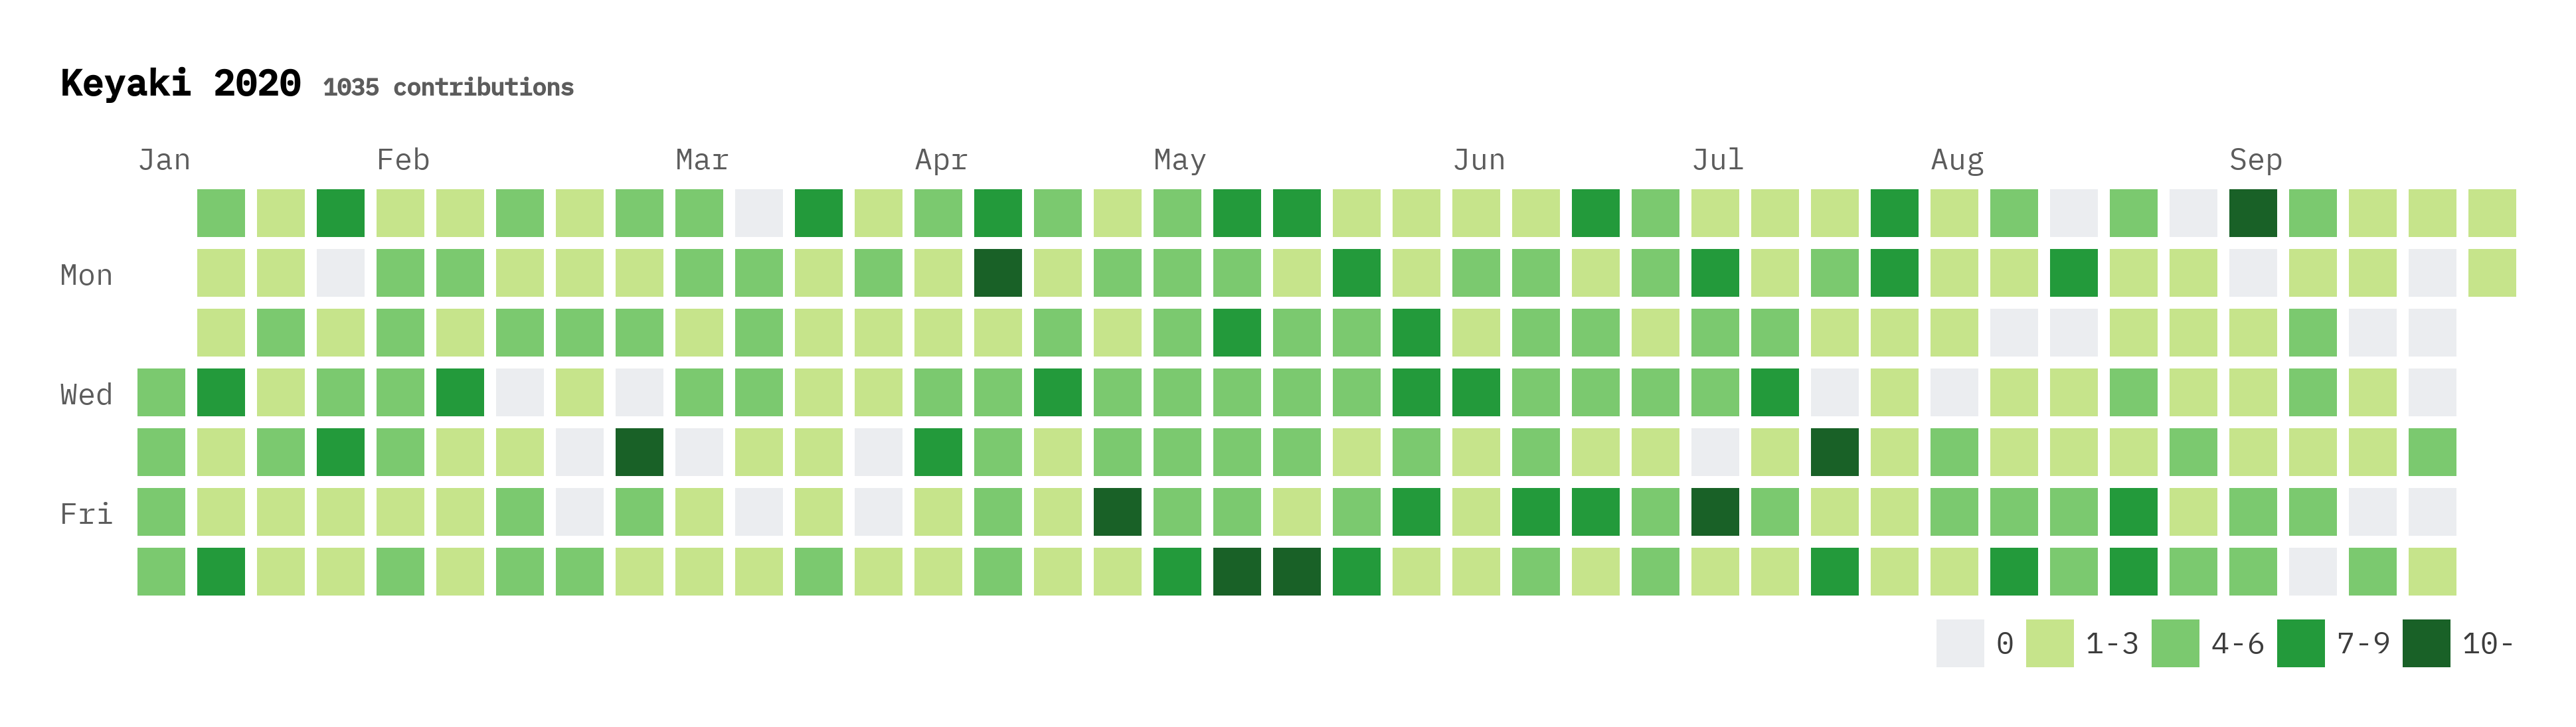 Keyaki 2020 1035 contributions
Jan Feb Mar Apr May Jun Jul Aug Sep
Mon
Wed
Fri
0 1-3 4-6 7-9 10-